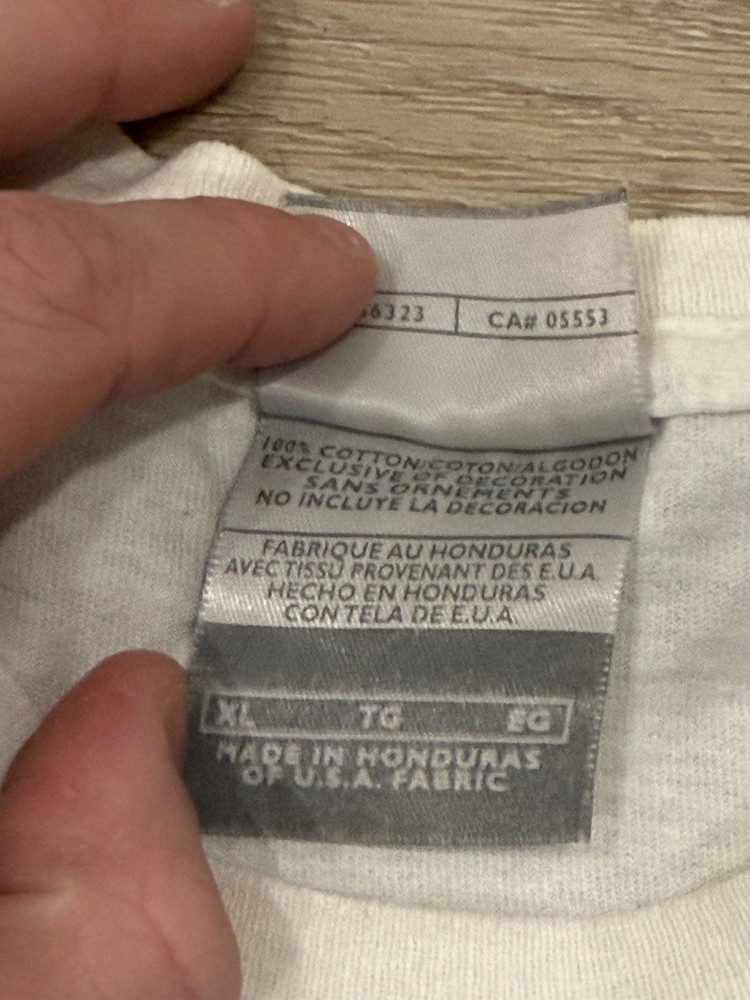 6323 CA# 05553
100% COTTON/COTON/ALGODON
EXCLUSIVE OF DECORATION
SANS ORNEMENTS
NO INCLUYE LA DECORACION
FABRIQUE AU HONDURAS
AVEC TISSU PROVENANT DES E.U.A.
HECHO EN HONDURAS
CON TELA DE E.U.A.
XL TG EG
MADE IN HONDURAS
OF U.S.A. FABRIC